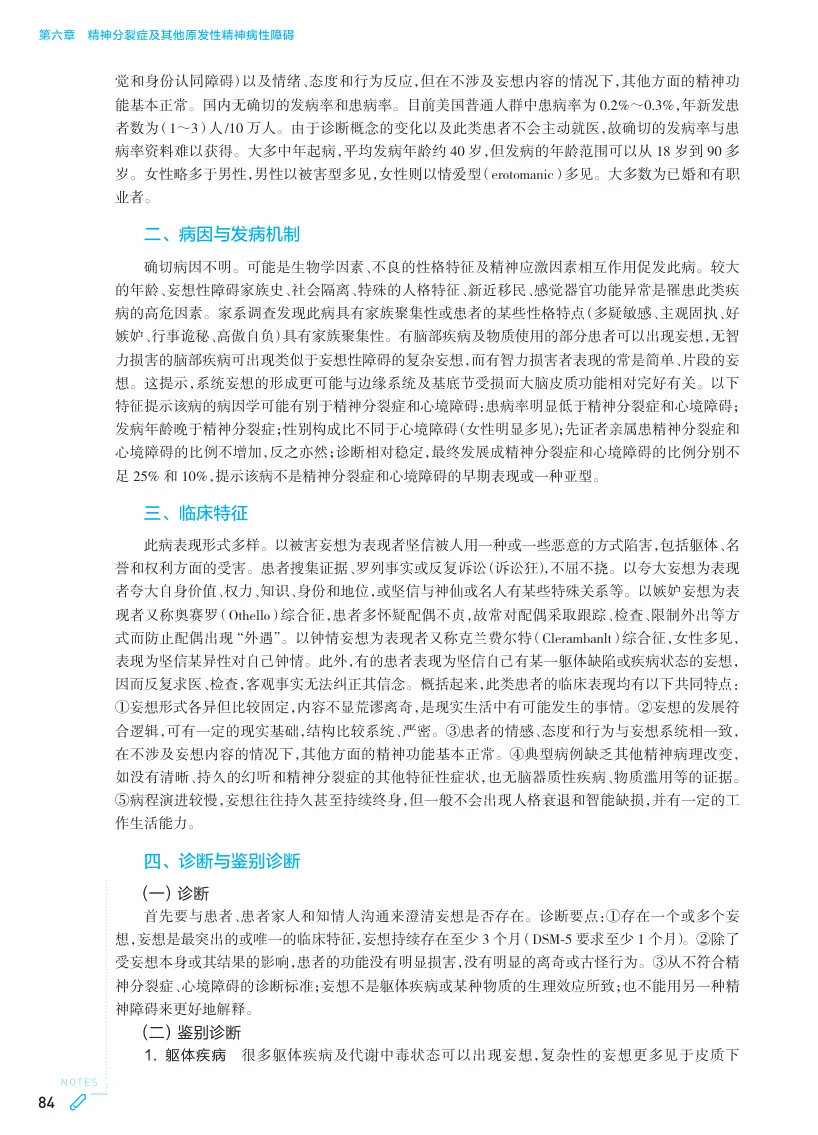 第六章 精神分裂症及其他原发性精神病性障碍
觉和身份认同障碍）以及情绪、态度和行为反应，但在不涉及妄想内容的情况下，其他方面的精神功
能基本正常。国内无确切的发病率和患病率。目前美国普通人群中患病率为 0.2%～0.3%，年新发患
者数为（1～3）人/10 万人。由于诊断概念的变化以及此类患者不会主动就医，故确切的发病率与患
病率资料难以获得。大多中年起病，平均发病年龄约 40 岁，但发病的年龄范围可以从 18 岁到 90 多
岁。女性略多于男性，男性以被害型多见，女性则以情爱型（erotomanic）多见。大多数为已婚和有职
业者。
二、病因与发病机制
确切病因不明。可能是生物学因素、不良的性格特征及精神应激因素相互作用促发此病。较大
的年龄、妄想性障碍家族史、社会隔离、特殊的人格特征、新近移民、感觉器官功能异常是罹患此类疾
病的高危因素。家系调查发现此病具有家族聚集性或患者的某些性格特点（多疑敏感、主观固执、好
嫉妒、行事诡秘、高傲自负）具有家族聚集性。有脑部疾病及物质使用的部分患者可以出现妄想，无智
力损害的脑部疾病可出现类似于妄想性障碍的复杂妄想，而有智力损害者表现的常是简单、片段的妄
想。这提示，系统妄想的形成更可能与边缘系统及基底节受损而大脑皮质功能相对完好有关。以下
特征提示该病的病因学可能有别于精神分裂症和心境障碍：患病率明显低于精神分裂症和心境障碍；
发病年龄晚于精神分裂症；性别构成比不同于心境障碍（女性明显多见）；先证者亲属患精神分裂症和
心境障碍的比例不增加，反之亦然；诊断相对稳定，最终发展成精神分裂症和心境障碍的比例分别不
足 25% 和 10%，提示该病不是精神分裂症和心境障碍的早期表现或一种亚型。
三、临床特征
此病表现形式多样。以被害妄想为表现者坚信被人用一种或一些恶意的方式陷害，包括躯体、名
誉和权利方面的受害。患者搜集证据、罗列事实或反复诉讼（诉讼狂），不屈不挠。以夸大妄想为表现
者夸大自身价值、权力、知识、身份和地位，或坚信与神仙或名人有某些特殊关系等。以嫉妒妄想为表
现者又称奥赛罗（Othello）综合征，患者多怀疑配偶不贞，故常对配偶采取跟踪、检查、限制外出等方
式而防止配偶出现“外遇”。以钟情妄想为表现者又称克兰费尔特（Clerambanlt）综合征，女性多见，
表现为坚信某异性对自己钟情。此外，有的患者表现为坚信自己有某一躯体缺陷或疾病状态的妄想，
因而反复求医、检查，客观事实无法纠正其信念。概括起来，此类患者的临床表现均有以下共同特点：
①妄想形式各异但比较固定，内容不显荒谬离奇，是现实生活中有可能发生的事情。②妄想的发展符
合逻辑，可有一定的现实基础，结构比较系统、严密。③患者的情感、态度和行为与妄想系统相一致，
在不涉及妄想内容的情况下，其他方面的精神功能基本正常。④典型病例缺乏其他精神病理改变，
如没有清晰、持久的幻听和精神分裂症的其他特征性症状，也无脑器质性疾病、物质滥用等的证据。
⑤病程演进较慢，妄想往往持久甚至持续终身，但一般不会出现人格衰退和智能缺损，并有一定的工
作生活能力。
四、诊断与鉴别诊断
（一）诊断
首先要与患者、患者家人和知情人沟通来澄清妄想是否存在。诊断要点：①存在一个或多个妄
想，妄想是最突出的或唯一的临床特征，妄想持续存在至少 3 个月（DSM-5 要求至少 1 个月）。②除了
受妄想本身或其结果的影响，患者的功能没有明显损害，没有明显的离奇或古怪行为。③从不符合精
神分裂症、心境障碍的诊断标准；妄想不是躯体疾病或某种物质的生理效应所致；也不能用另一种精
神障碍来更好地解释。
（二）鉴别诊断
1. 躯体疾病 很多躯体疾病及代谢中毒状态可以出现妄想，复杂性的妄想更多见于皮质下
NOTES
84